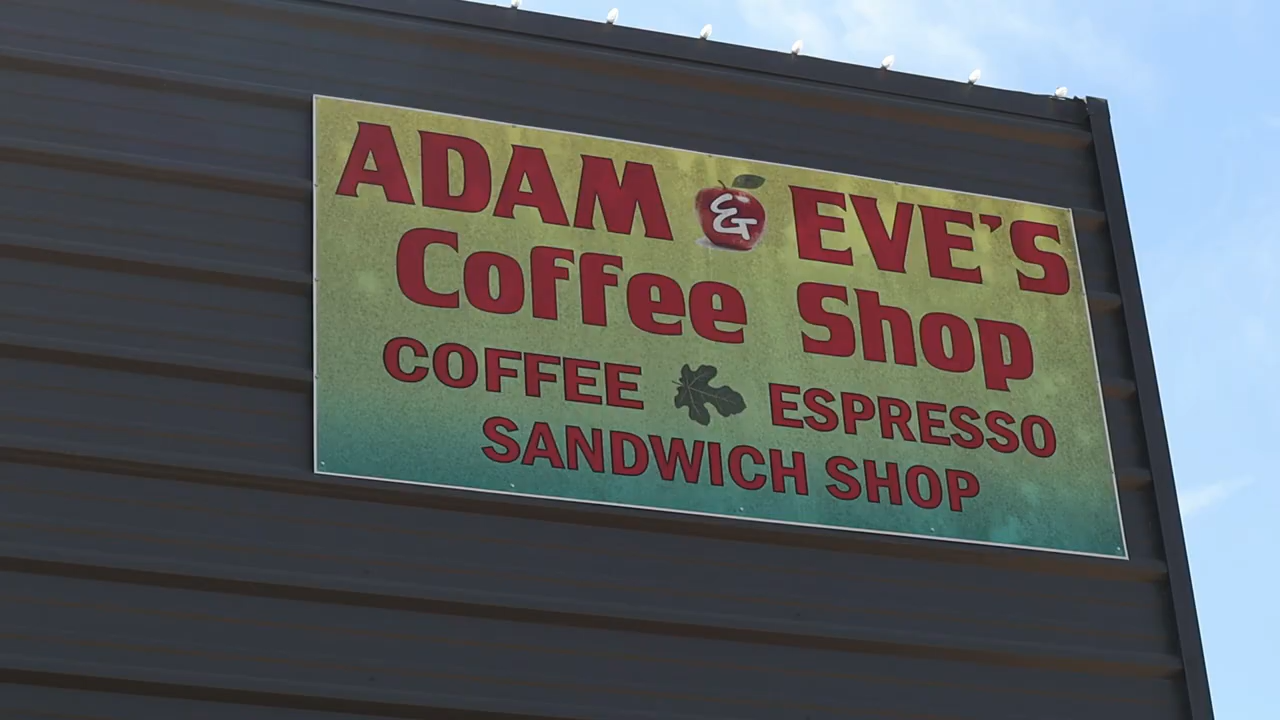 ADAM & EVE'S
Coffee Shop
COFFEE ESPRESSO
SANDWICH SHOP